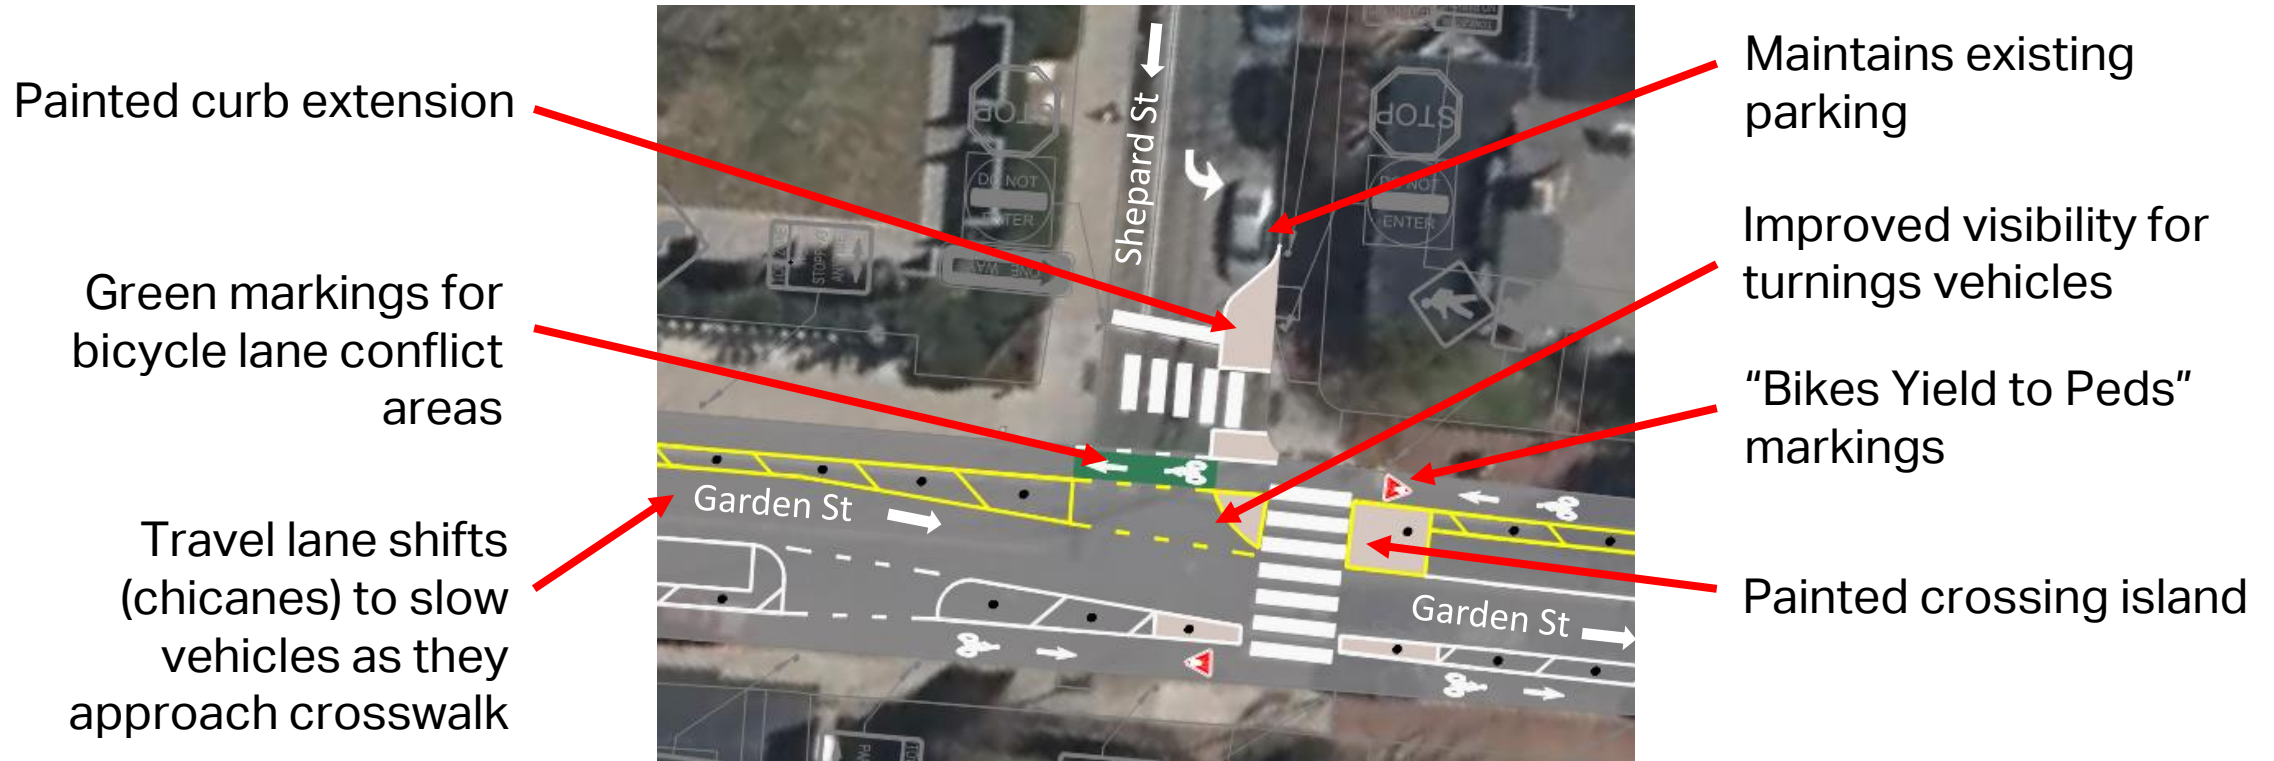 Painted curb extension
Green markings for
bicycle lane conflict
areas
Travel lane shifts
(chicanes) to slow
vehicles as they
approach crosswalk
Shepard St
STOP
DO NOT
ENTER
ONE WAY
STOP
DO NOT
ENTER
Garden St
Garden St
Maintains existing
parking
Improved visibility for
turnings vehicles
“Bikes Yield to Peds”
markings
Painted crossing island